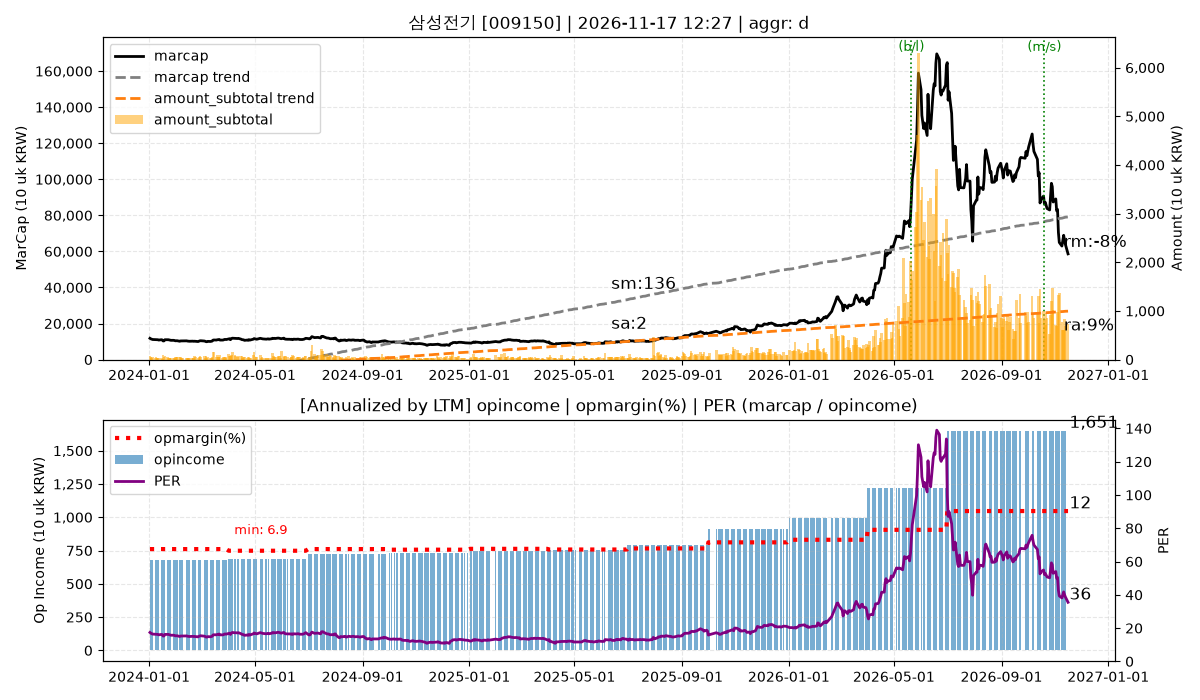 삼성전기 [009150] | 2026-11-17 12:27 | aggr: d
marcap
marcap trend
amount_subtotal trend
amount_subtotal
(b/l)
(m/s)
MarCap (10 uk KRW)
160,000
140,000
120,000
100,000
80,000
60,000
40,000
20,000
0
6,000
5,000
4,000
3,000
2,000
1,000
0
Amount (10 uk KRW)
sm:136
sa:2
rm:-8%
ra:9%
2024-01-01 2024-05-01 2024-09-01 2025-01-01 2025-05-01 2025-09-01 2026-01-01 2026-05-01 2026-09-01 2027-01-01
[Annualized by LTM] opincome | opmargin(%) | PER (marcap / opincome)
opmargin(%)
opincome
PER
Op Income (10 uk KRW)
1,500
1,250
1,000
750
500
250
0
140
120
100
80
60
40
20
0
PER
min: 6.9
1,651
12
36
2024-01-01 2024-05-01 2024-09-01 2025-01-01 2025-05-01 2025-09-01 2026-01-01 2026-05-01 2026-09-01 2027-01-01